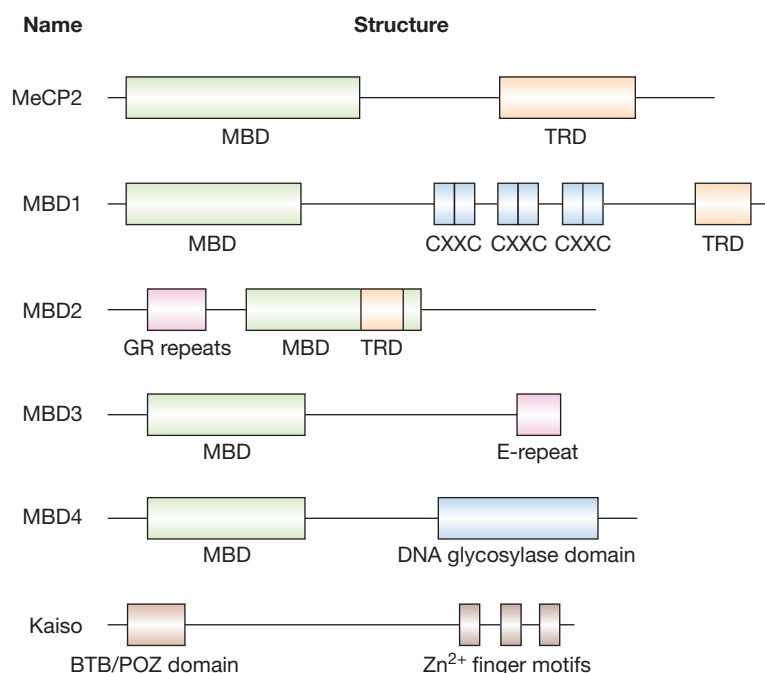 Name Structure
MeCP2
MBD TRD
MBD1
MBD CXXC CXXC CXXC TRD
MBD2
GR repeats MBD TRD
MBD3
MBD E-repeat
MBD4
MBD DNA glycosylase domain
Kaiso
BTB/POZ domain Zn²⁺ finger motifs